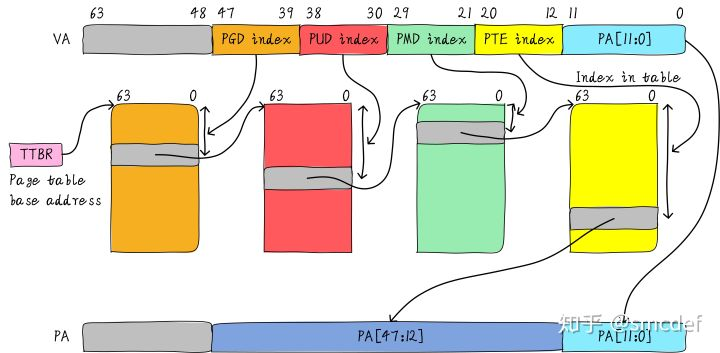 63 48 47 39 38 30 29 21 20 12 11 0
VA PGD index PUD index PMD index PTE index PA[11:0]
Index in table
63 0 63 0 63 0 63 0
TTBR
Page table
base address
PA PA[47:12] PA[11:0]
知乎 @smcdef